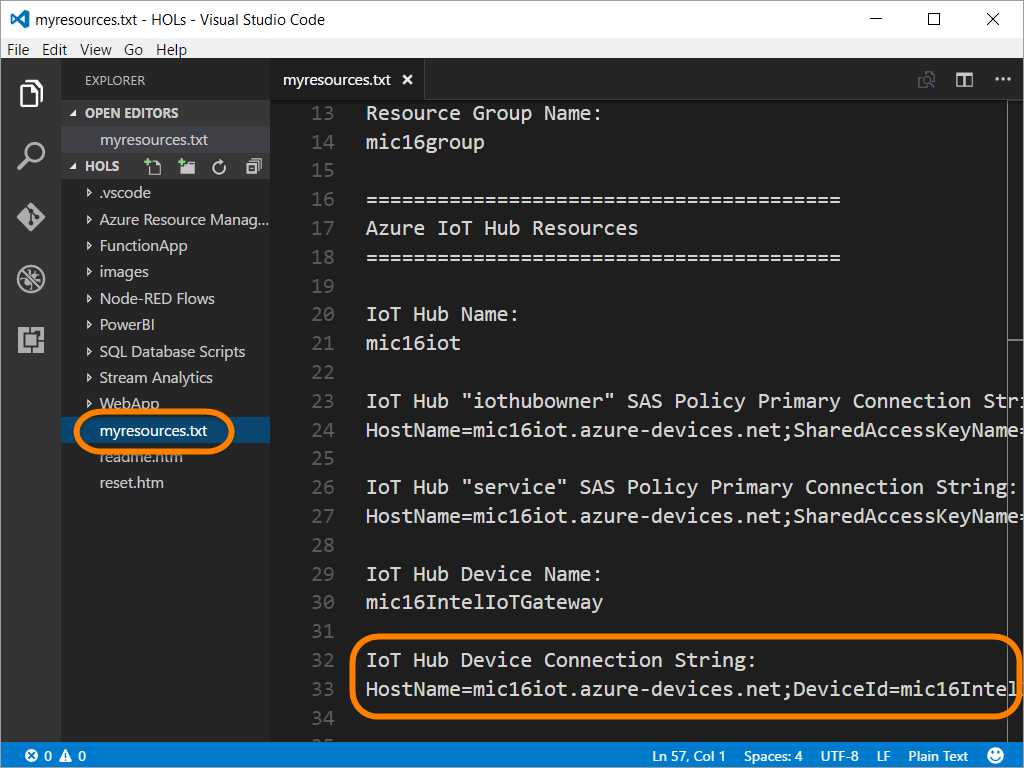 myresources.txt - HOLs - Visual Studio Code
File Edit View Go Help
EXPLORER
OPEN EDITORS
myresources.txt
HOLS
.vscode
Azure Resource Manag...
FunctionApp
images
Node-RED Flows
PowerBI
SQL Database Scripts
Stream Analytics
WebApp
myresources.txt
readme.htm
reset.htm
myresources.txt
13 Resource Group Name:
14 mic16group
15
16 ========================================
17 Azure IoT Hub Resources
18 ========================================
19
20 IoT Hub Name:
21 mic16iot
22
23 IoT Hub "iothubowner" SAS Policy Primary Connection Stri
24 HostName=mic16iot.azure-devices.net;SharedAccessKeyName=
25
26 IoT Hub "service" SAS Policy Primary Connection String:
27 HostName=mic16iot.azure-devices.net;SharedAccessKeyName=
28
29 IoT Hub Device Name:
30 mic16IntelIoTGateway
31
32 IoT Hub Device Connection String:
33 HostName=mic16iot.azure-devices.net;DeviceId=mic16Intel
34
35
0 0 Ln 57, Col 1 Spaces: 4 UTF-8 LF Plain Text